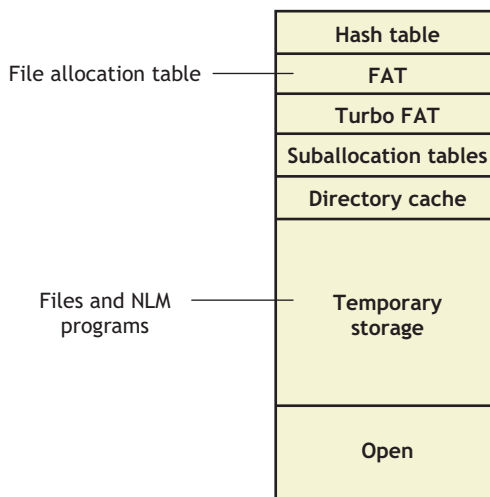 Hash table
File allocation table
FAT
Turbo FAT
Suballocation tables
Directory cache
Files and NLM
programs
Temporary
storage
Open